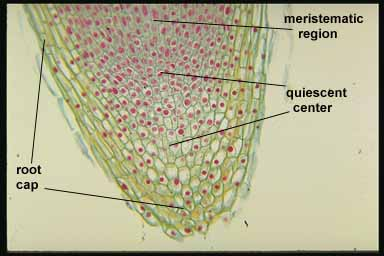 meristematic
region
quiescent
center
root
cap